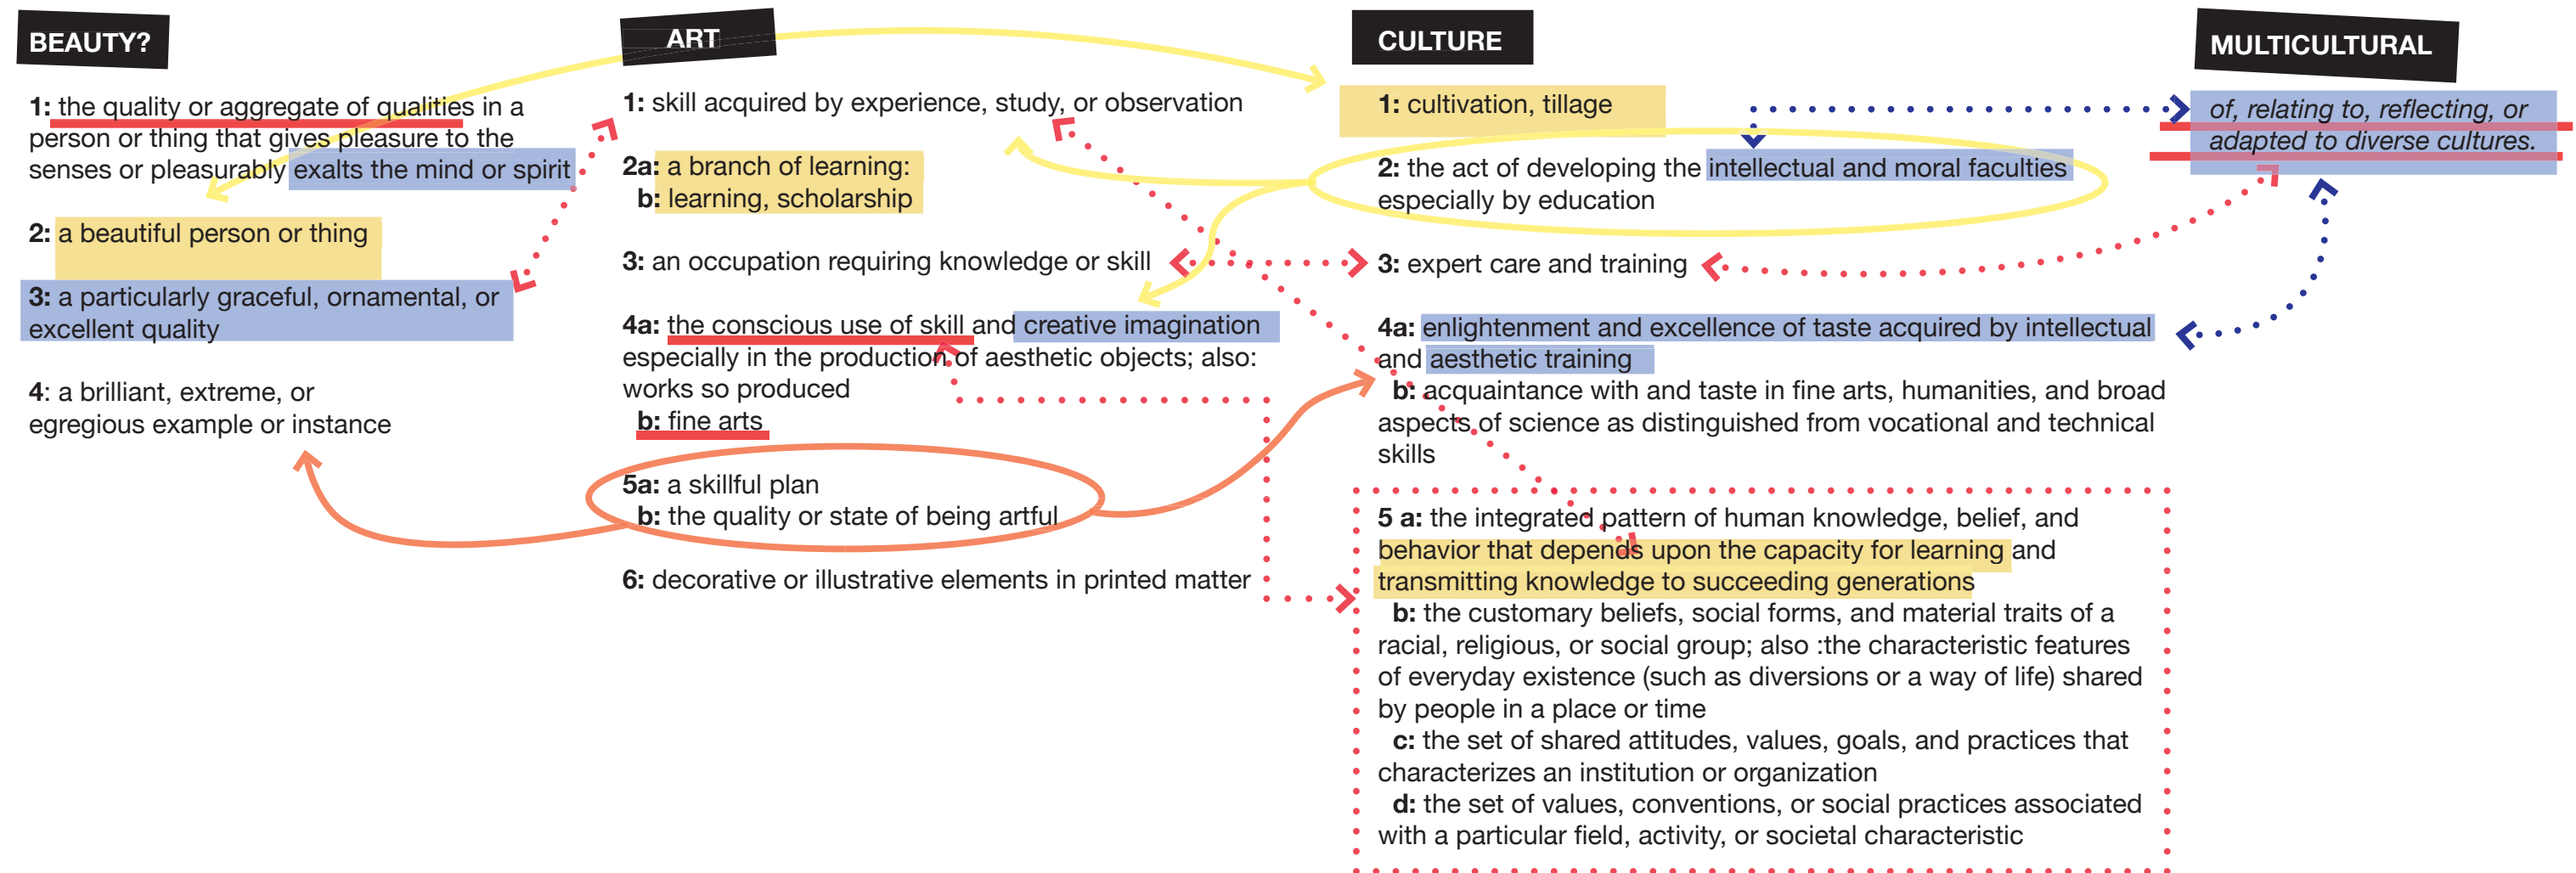 BEAUTY?
1: the quality or aggregate of qualities in a
person or thing that gives pleasure to the
senses or pleasurably exalts the mind or spirit
2: a beautiful person or thing
3: a particularly graceful, ornamental, or
excellent quality
4: a brilliant, extreme, or
egregious example or instance
ART
1: skill acquired by experience, study, or observation
2a: a branch of learning:
b: learning, scholarship
3: an occupation requiring knowledge or skill
4a: the conscious use of skill and creative imagination
especially in the production of aesthetic objects; also:
works so produced
b: fine arts
5a: a skillful plan
b: the quality or state of being artful
6: decorative or illustrative elements in printed matter
CULTURE
1: cultivation, tillage
2: the act of developing the intellectual and moral faculties
especially by education
3: expert care and training
4a: enlightenment and excellence of taste acquired by intellectual
and aesthetic training
b: acquaintance with and taste in fine arts, humanities, and broad
aspects of science as distinguished from vocational and technical
skills
5 a: the integrated pattern of human knowledge, belief, and
behavior that depends upon the capacity for learning and
transmitting knowledge to succeeding generations
b: the customary beliefs, social forms, and material traits of a
racial, religious, or social group; also :the characteristic features
of everyday existence (such as diversions or a way of life) shared
by people in a place or time
c: the set of shared attitudes, values, goals, and practices that
characterizes an institution or organization
d: the set of values, conventions, or social practices associated
with a particular field, activity, or societal characteristic
MULTICULTURAL
of, relating to, reflecting, or
adapted to diverse cultures.